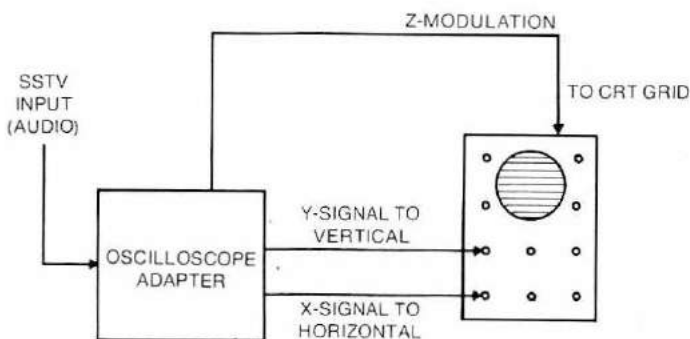 Z-MODULATION
SSTV
INPUT
(AUDIO)
TO CRT GRID
Y-SIGNAL TO
VERTICAL
OSCILLOSCOPE
ADAPTER
X-SIGNAL TO
HORIZONTAL